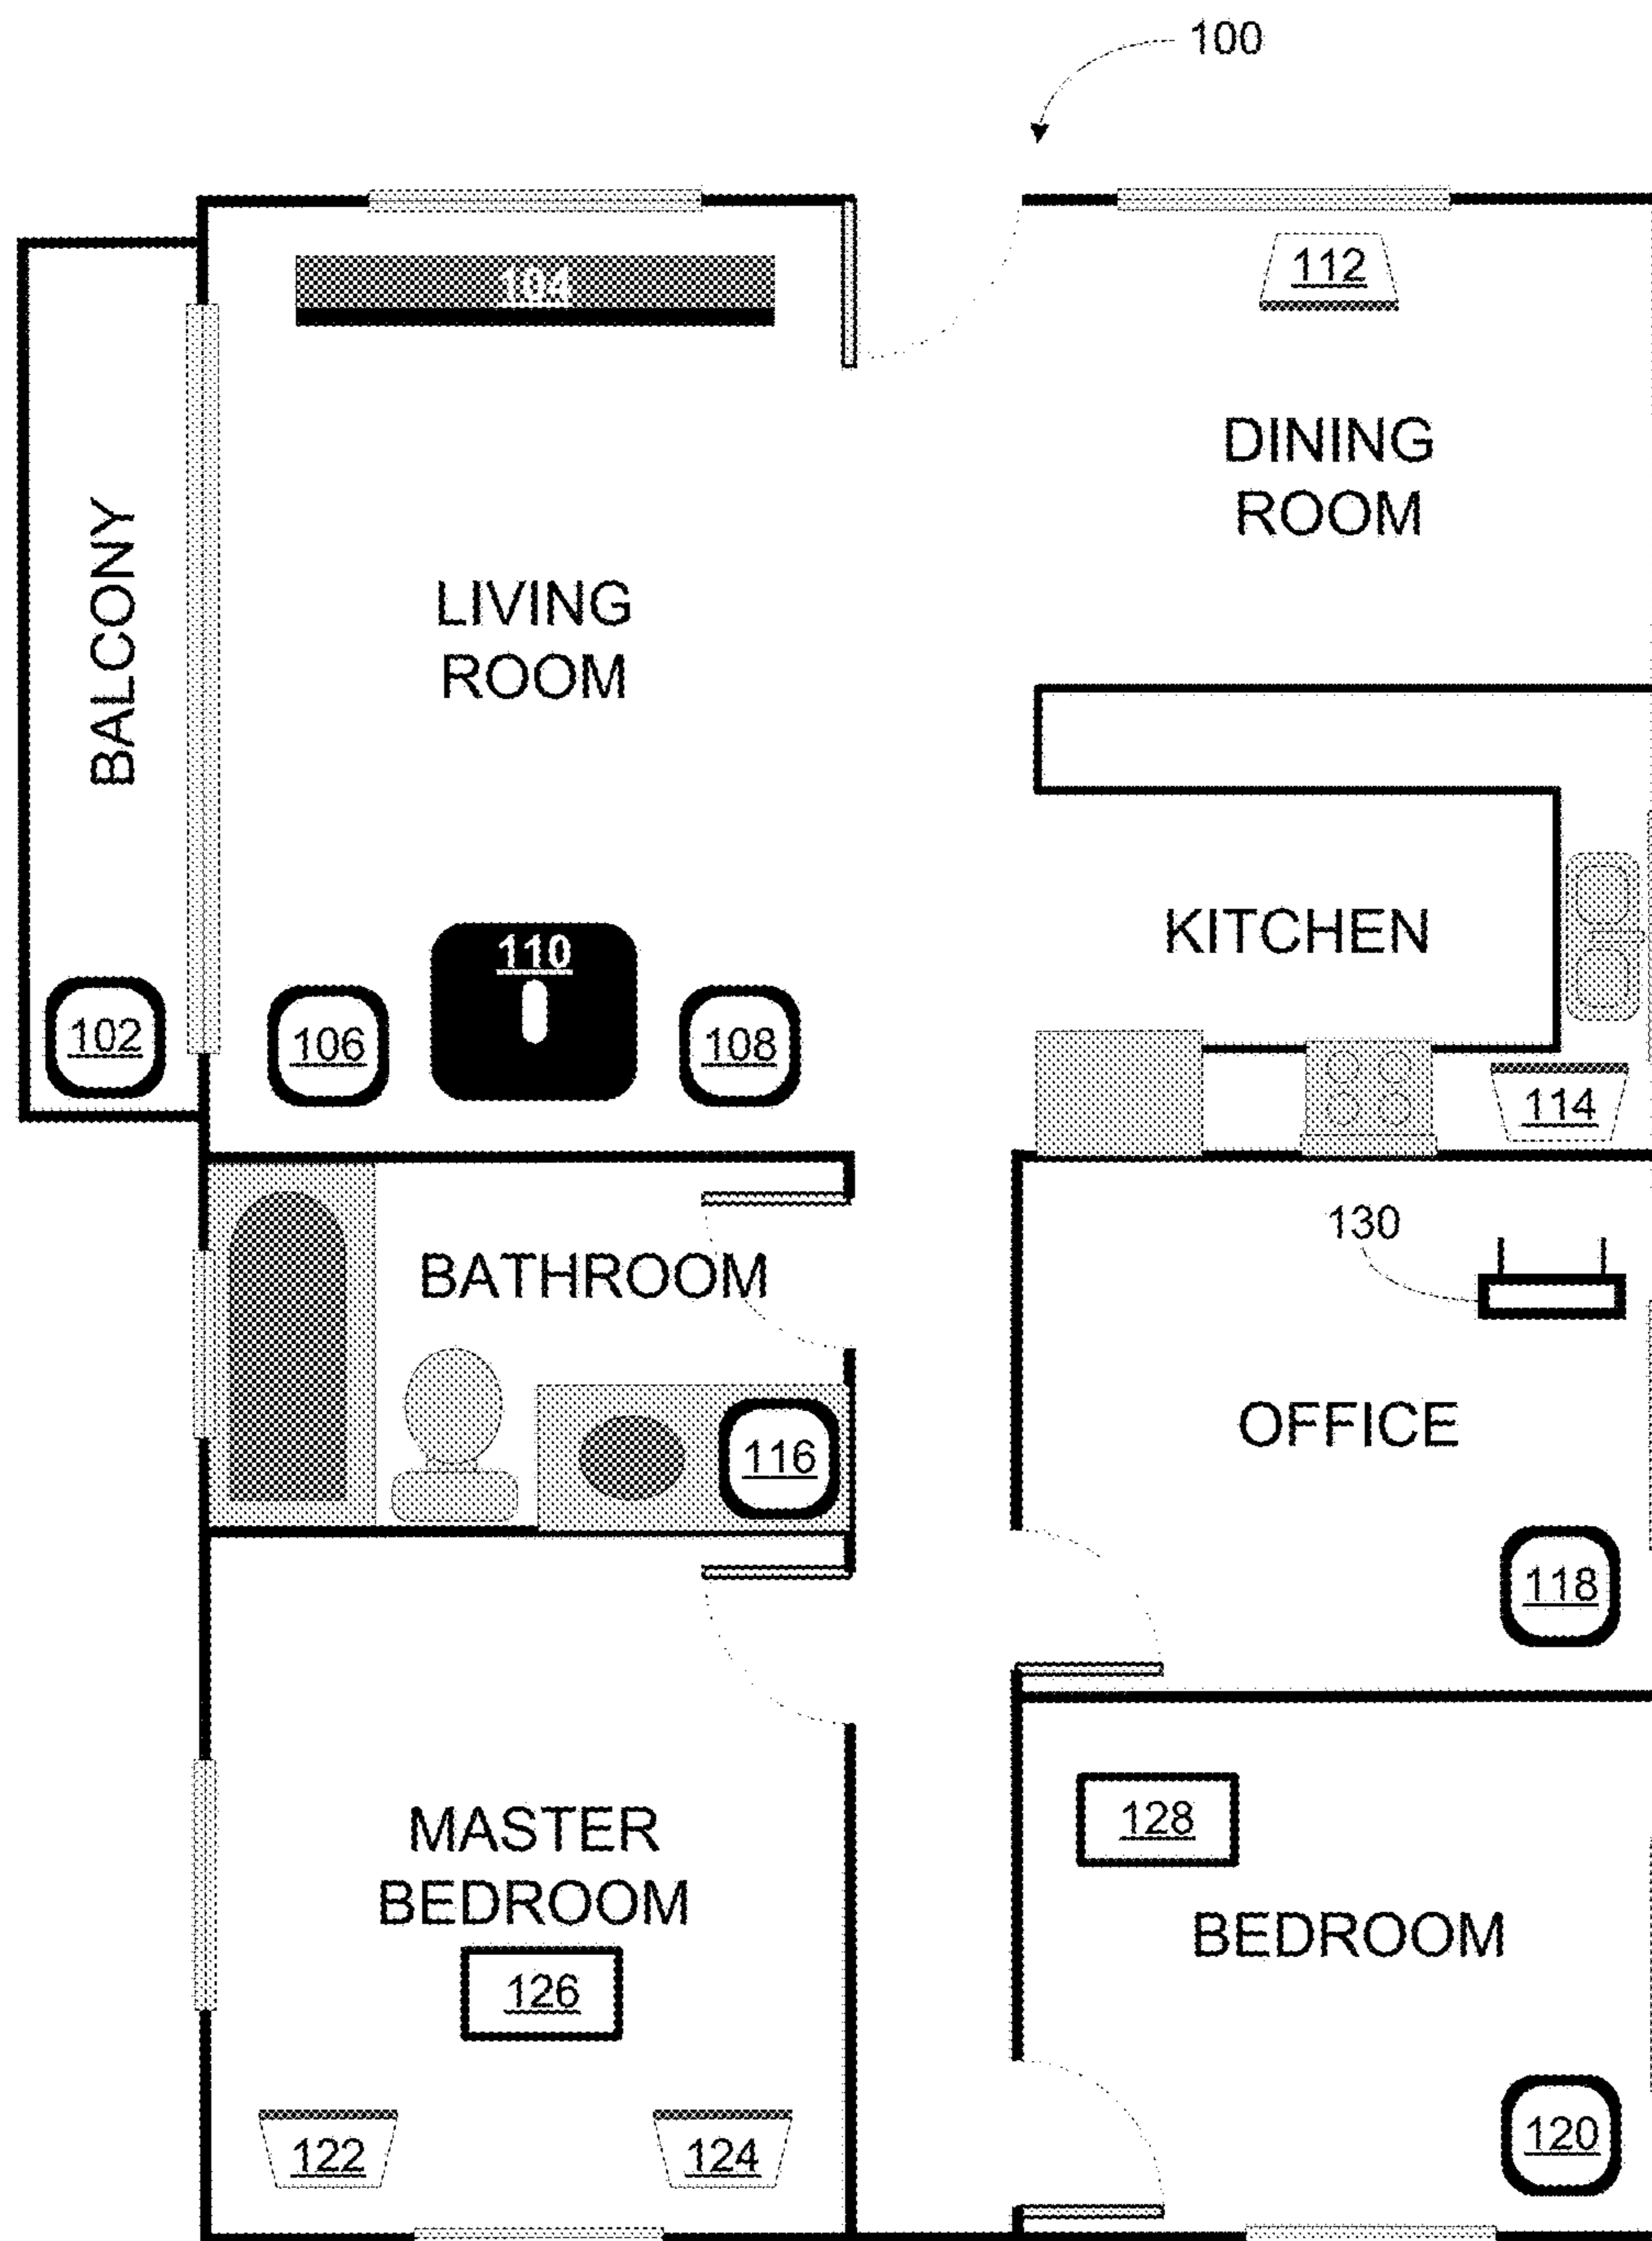 100
104
112
DINING
ROOM
BALCONY
LIVING
ROOM
KITCHEN
110
102
106
108
114
130
BATHROOM
OFFICE
116
118
MASTER
BEDROOM
128
BEDROOM
126
122
124
120